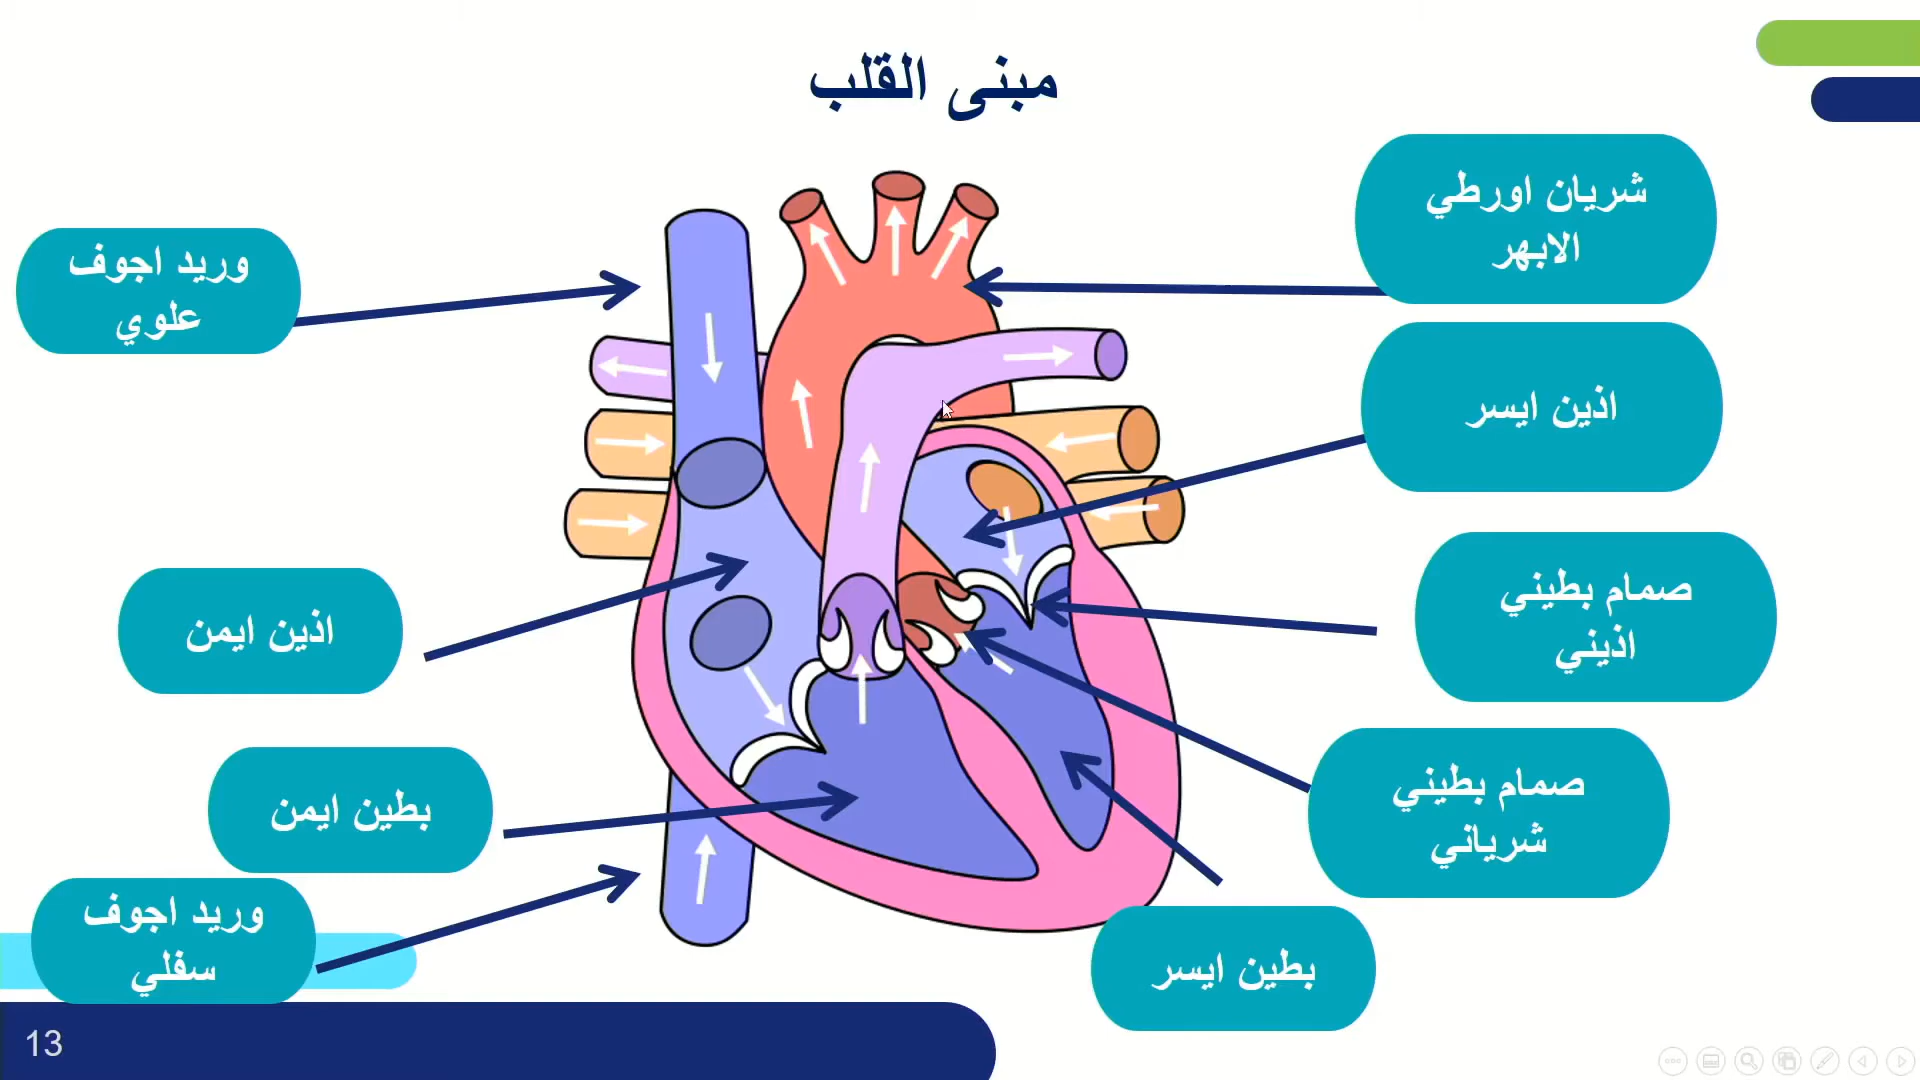 مبنى القلب
شريان اورطي
الابهر
وريد اجوف
علوي
اذين ايسر
صمام بطيني
اذيني
اذين ايمن
صمام بطيني
شرياني
بطين ايمن
وريد اجوف
سفلي
بطين ايسر
13